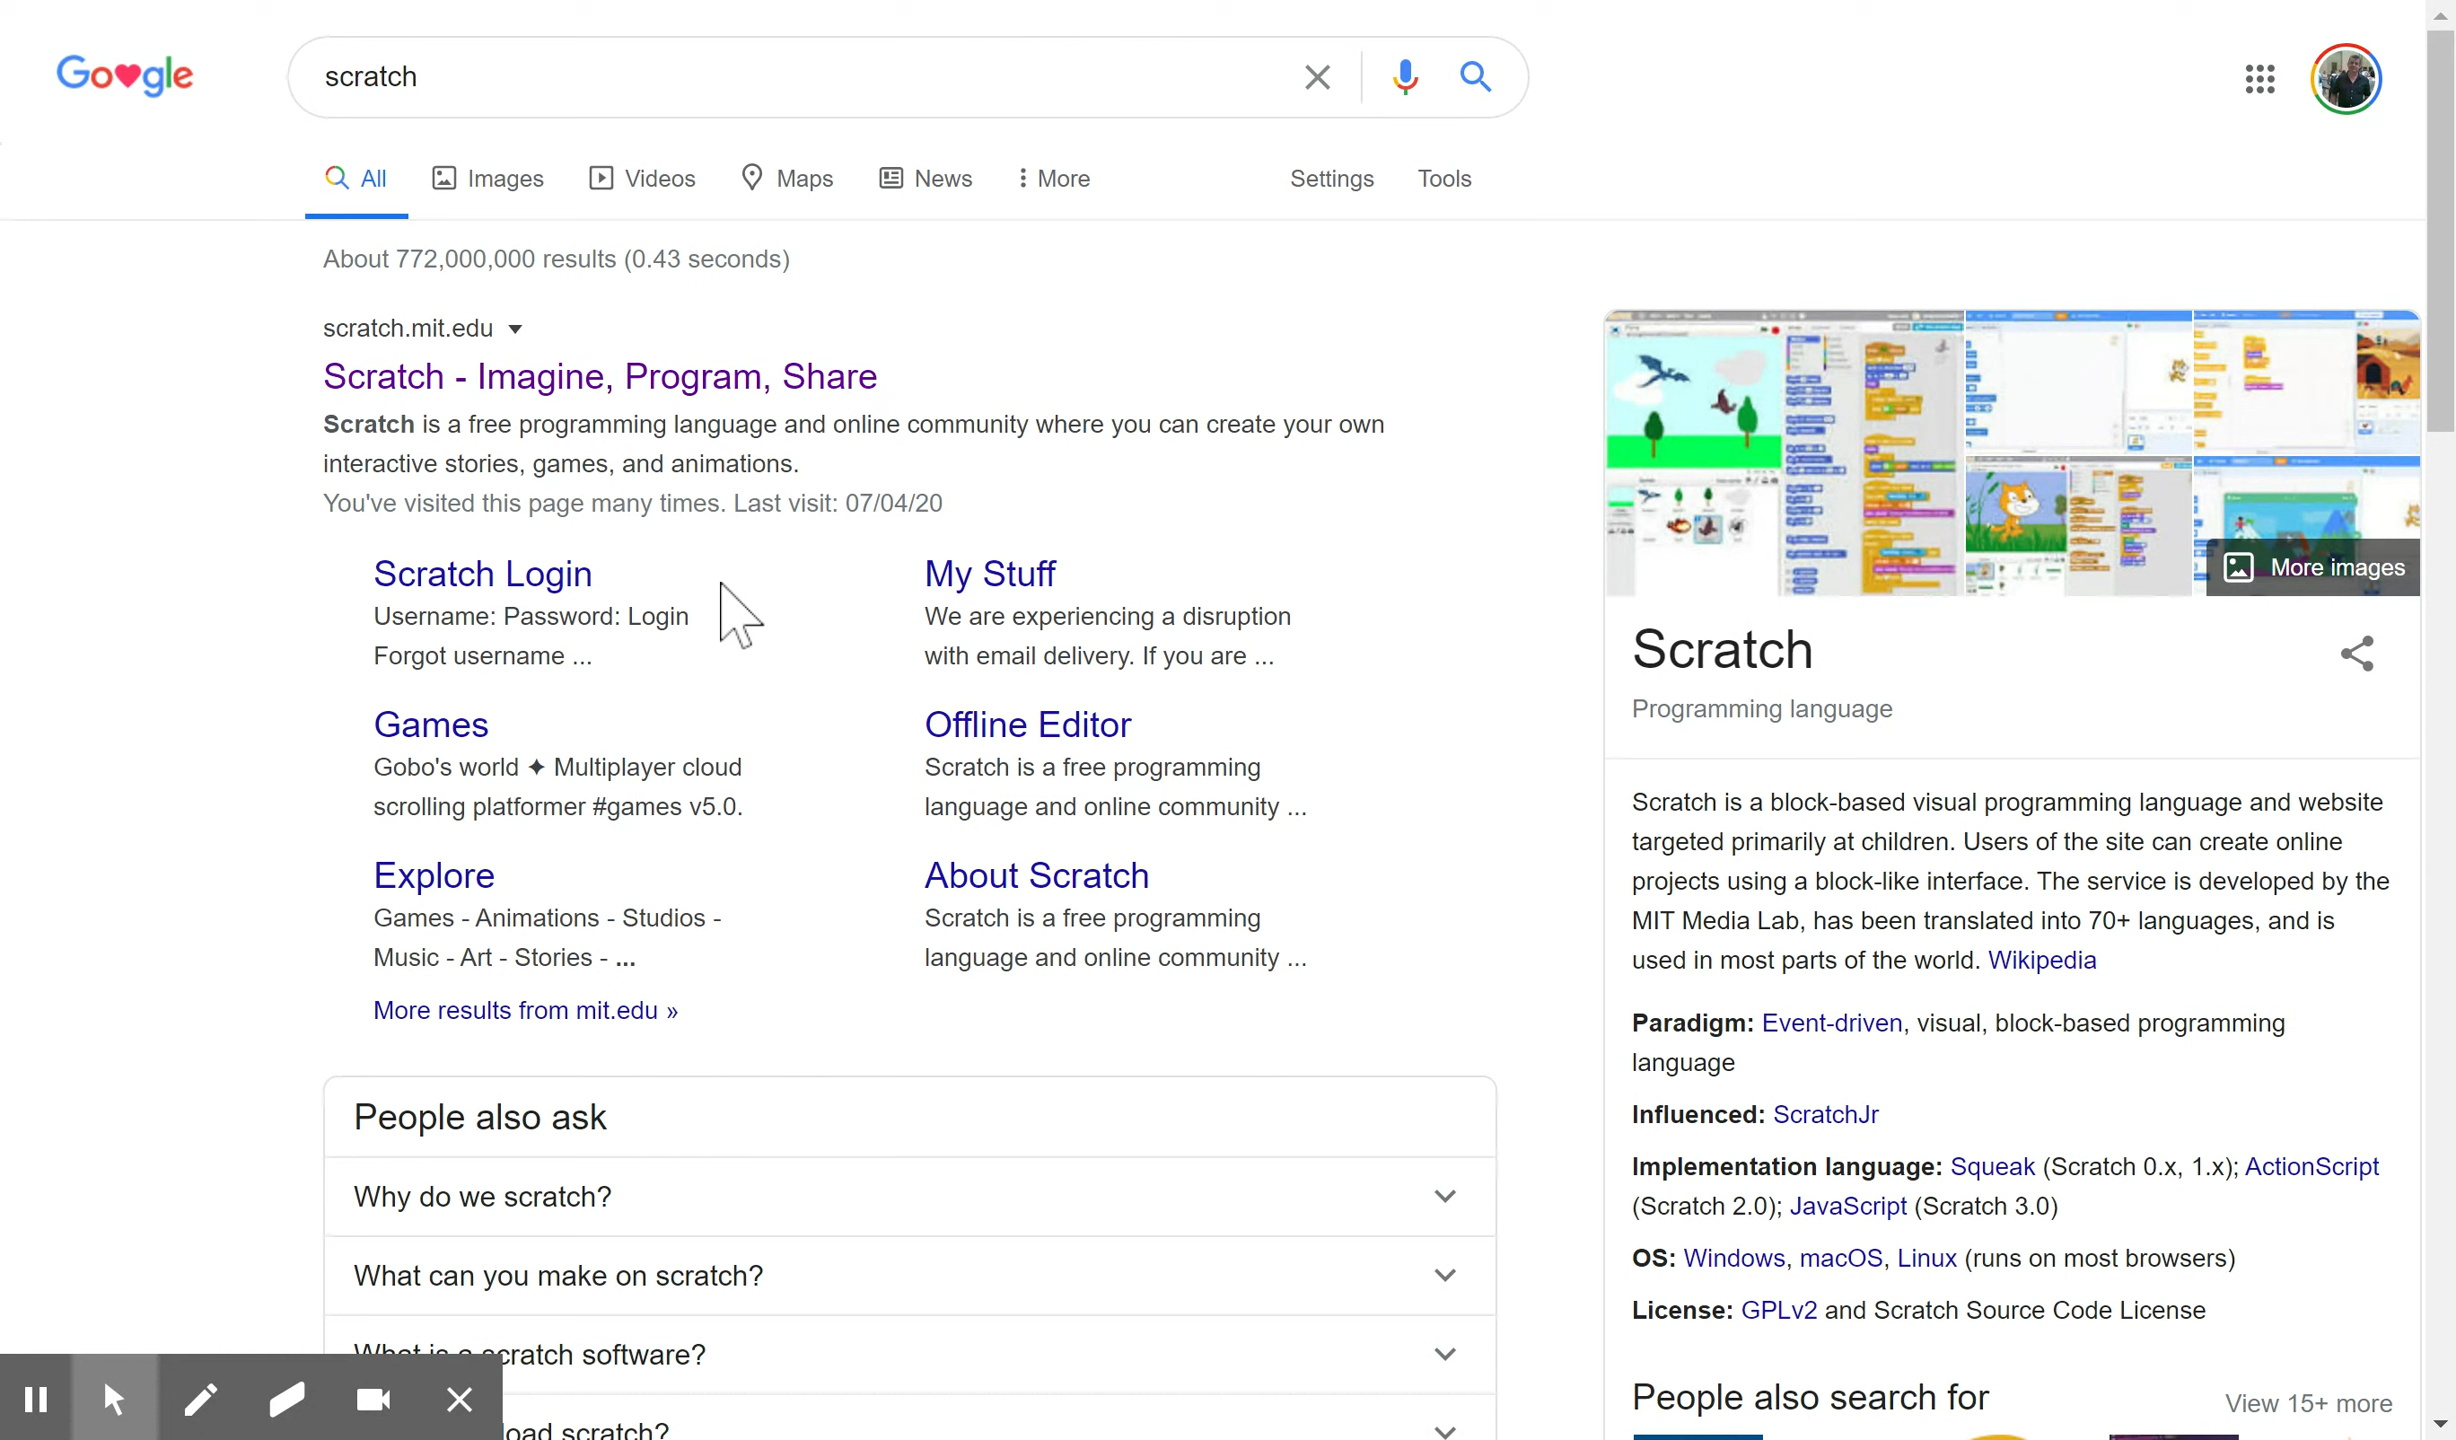 Go♥gle
scratch
All Images Videos Maps News More Settings Tools
About 772,000,000 results (0.43 seconds)
scratch.mit.edu
Scratch - Imagine, Program, Share
Scratch is a free programming language and online community where you can create your own
interactive stories, games, and animations.
You've visited this page many times. Last visit: 07/04/20
Scratch Login
Username: Password: Login
Forgot username ...
My Stuff
We are experiencing a disruption
with email delivery. If you are ...
Games
Gobo's world ✦ Multiplayer cloud
scrolling platformer #games v5.0.
Offline Editor
Scratch is a free programming
language and online community ...
Explore
Games - Animations - Studios -
Music - Art - Stories - ...
About Scratch
Scratch is a free programming
language and online community ...
More results from mit.edu »
People also ask
Why do we scratch?
What can you make on scratch?
What is a scratch software?
load scratch?
More images
Scratch
Programming language
Scratch is a block-based visual programming language and website
targeted primarily at children. Users of the site can create online
projects using a block-like interface. The service is developed by the
MIT Media Lab, has been translated into 70+ languages, and is
used in most parts of the world. Wikipedia
Paradigm: Event-driven, visual, block-based programming
language
Influenced: ScratchJr
Implementation language: Squeak (Scratch 0.x, 1.x); ActionScript
(Scratch 2.0); JavaScript (Scratch 3.0)
OS: Windows, macOS, Linux (runs on most browsers)
License: GPLv2 and Scratch Source Code License
People also search for
View 15+ more